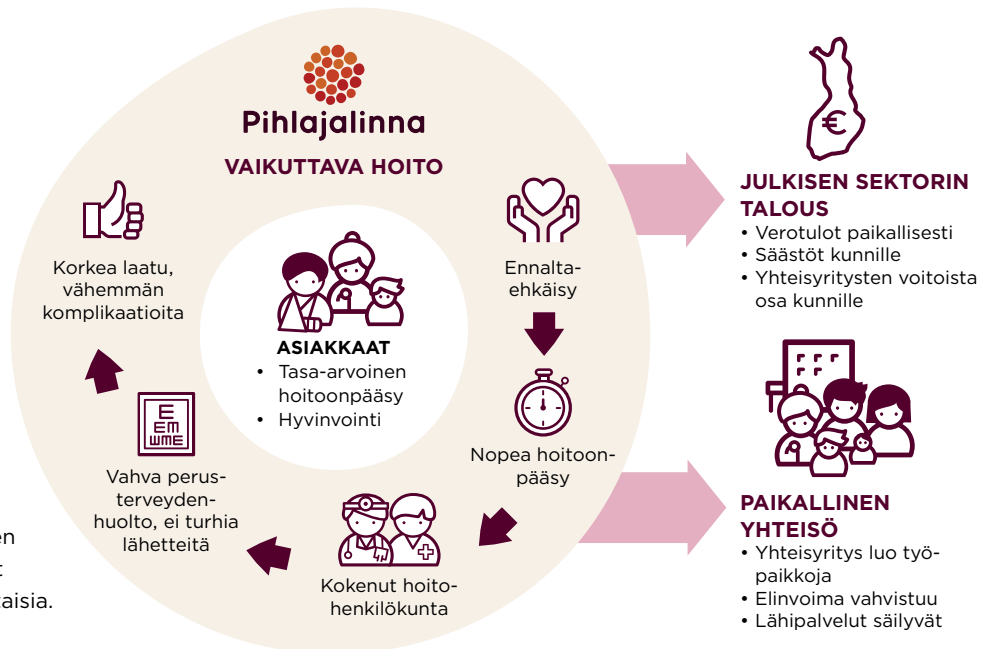 Pihlajalinna
VAIKUTTAVA HOITO
Ennalta-
ehkäisy
Nopea hoitoon-
pääsy
Kokenut hoito-
henkilökunta
Vahva perus-
terveyden-
huolto, ei turhia
lähetteitä
Korkea laatu,
vähemmän
komplikaatioita
ASIAKKAAT
• Tasa-arvoinen
hoitoonpääsy
• Hyvinvointi
E
EM
WME
€
JULKISEN SEKTORIN
TALOUS
• Verotulot paikallisesti
• Säästöt kunnille
• Yhteisyritysten voitoista
osa kunnille
PAIKALLINEN
YHTEISÖ
• Yhteisyritys luo työ-
paikkoja
• Elinvoima vahvistuu
• Lähipalvelut säilyvät